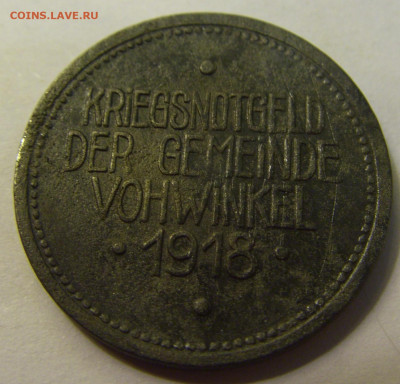 COINS.LAVE.RU
KRiEGSNOTGELD
DER GEMEiNDE
VOHWiNKEL
· 1918 ·